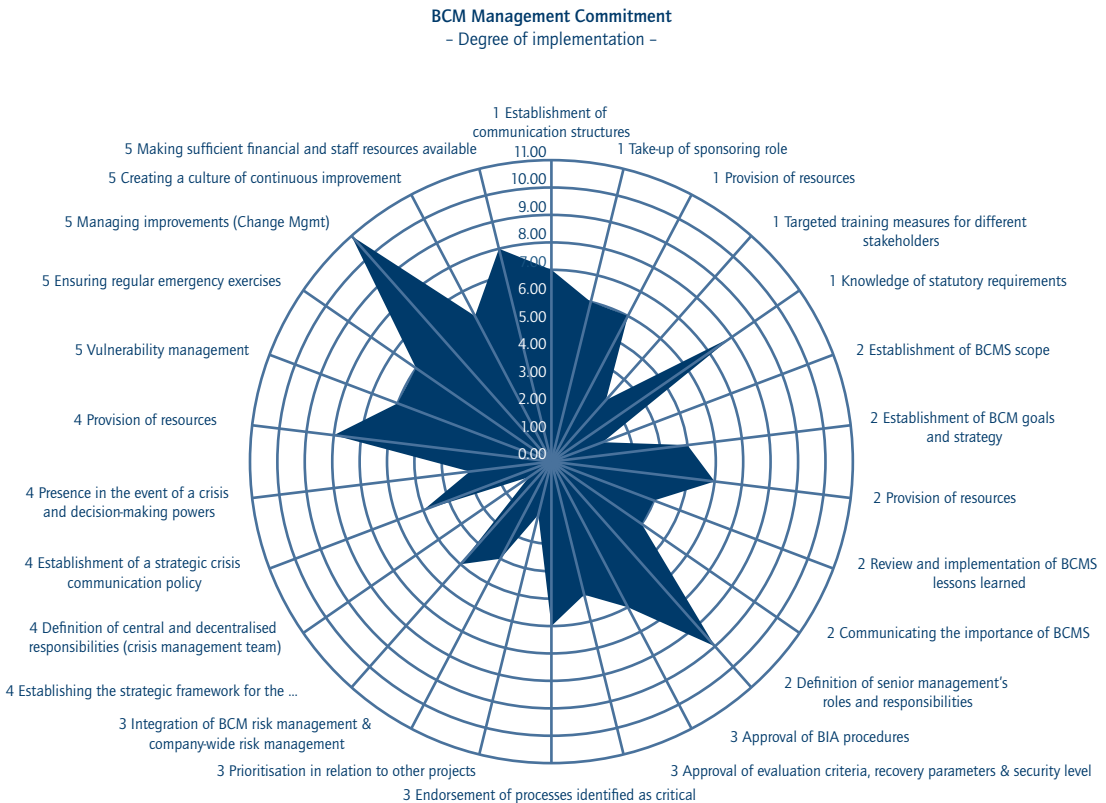 BCM Management Commitment
– Degree of implementation –
1 Establishment of
communication structures
1 Take-up of sponsoring role
1 Provision of resources
1 Targeted training measures for different
stakeholders
1 Knowledge of statutory requirements
2 Establishment of BCMS scope
2 Establishment of BCM goals
and strategy
2 Provision of resources
2 Review and implementation of BCMS
lessons learned
2 Communicating the importance of BCMS
2 Definition of senior management's
roles and responsibilities
3 Approval of BIA procedures
3 Approval of evaluation criteria, recovery parameters & security level
3 Endorsement of processes identified as critical
3 Prioritisation in relation to other projects
3 Integration of BCM risk management &
company-wide risk management
4 Establishing the strategic framework for the ...
4 Definition of central and decentralised
responsibilities (crisis management team)
4 Establishment of a strategic crisis
communication policy
4 Presence in the event of a crisis
and decision-making powers
4 Provision of resources
5 Vulnerability management
5 Ensuring regular emergency exercises
5 Managing improvements (Change Mgmt)
5 Creating a culture of continuous improvement
5 Making sufficient financial and staff resources available
11.00
10.00
9.00
8.00
7.00
6.00
5.00
4.00
3.00
2.00
1.00
0.00